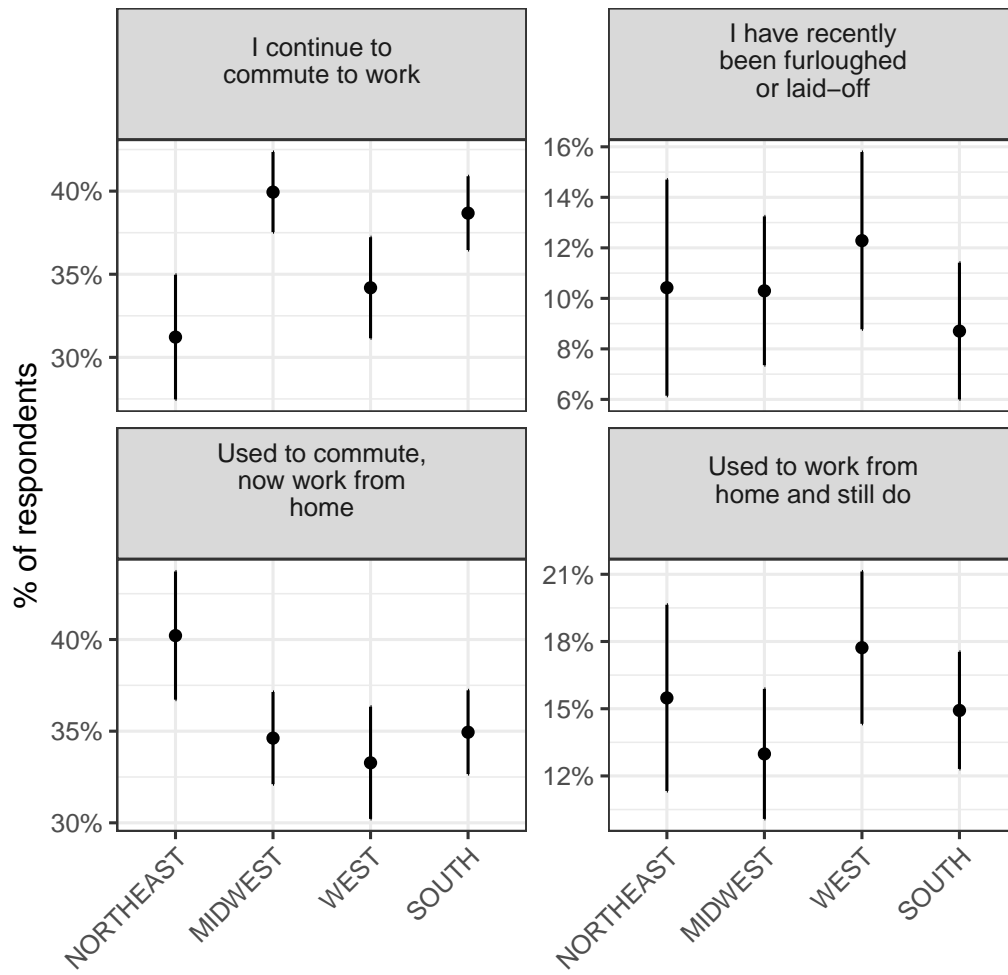 I continue to
commute to work
I have recently
been furloughed
or laid−off
40%
35%
30%
16%
14%
12%
10%
8%
6%
Used to commute,
now work from
home
Used to work from
home and still do
40%
35%
30%
21%
18%
15%
12%
% of respondents
NORTHEAST
MIDWEST
WEST
SOUTH
NORTHEAST
MIDWEST
WEST
SOUTH